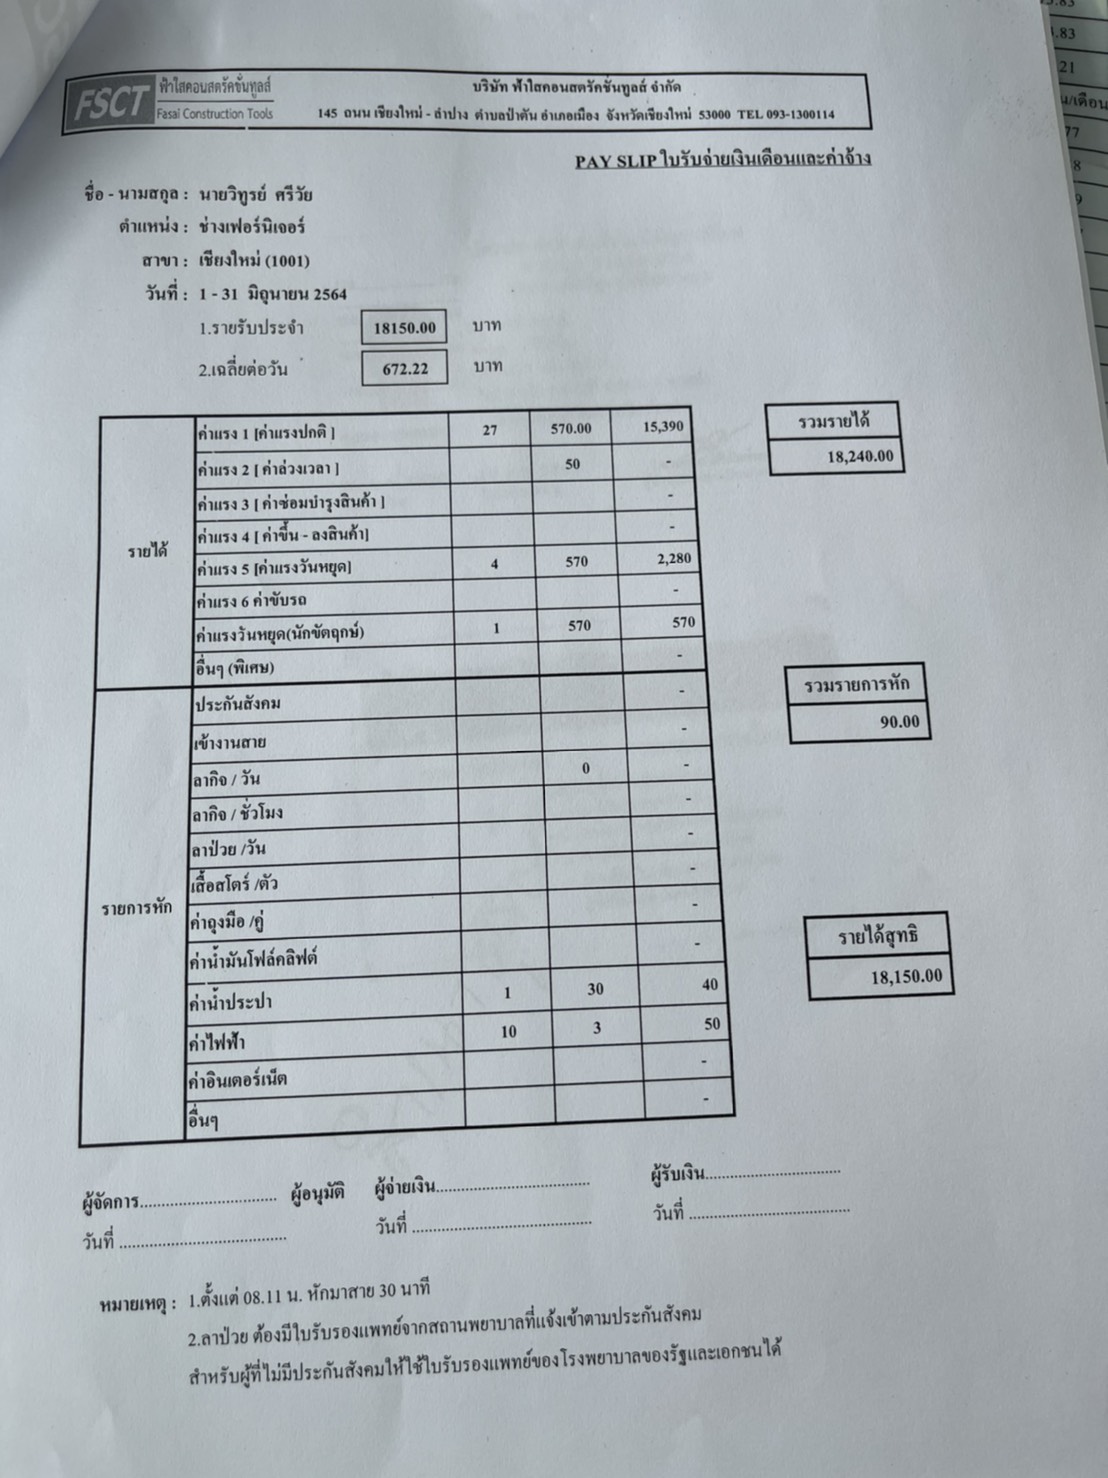 FSCT ฟ้าใสคอนสตรัคชั่นทูลส์
Fasai Construction Tools
บริษัท ฟ้าใสคอนสตรัคชั่นทูลส์ จำกัด
145 ถนน เชียงใหม่ - ลำปาง ตำบลป่าตัน อำเภอเมือง จังหวัดเชียงใหม่ 53000 TEL 093-1300114
PAY SLIP ใบรับจ่ายเงินเดือนและค่าจ้าง
ชื่อ - นามสกุล : นายวิทูรย์ ศรีวัย
ตำแหน่ง : ช่างเฟอร์นิเจอร์
สาขา : เชียงใหม่ (1001)
วันที่ : 1 - 31 มิถุนายน 2564
1.รายรับประจำ 18150.00 บาท
2.เฉลี่ยต่อวัน 672.22 บาท
รายได้
ค่าแรง 1 [ค่าแรงปกติ ] 27 570.00 15,390
ค่าแรง 2 [ ค่าล่วงเวลา ] 50 -
ค่าแรง 3 [ ค่าซ่อมบำรุงสินค้า ] -
ค่าแรง 4 [ ค่าขึ้น - ลงสินค้า] -
ค่าแรง 5 [ค่าแรงวันหยุด] 4 570 2,280
ค่าแรง 6 ค่าขับรถ -
ค่าแรงวันหยุด(นักขัตฤกษ์) 1 570 570
อื่นๆ (พิเศษ) -
รวมรายได้
18,240.00
รายการหัก
ประกันสังคม -
เข้างานสาย -
ลากิจ / วัน 0 -
ลากิจ / ชั่วโมง -
ลาป่วย /วัน -
เสื้อสโตร์ /ตัว -
ค่าถุงมือ /คู่ -
ค่าน้ำมันโฟล์คลิฟต์ -
ค่าน้ำประปา 1 30 40
ค่าไฟฟ้า 10 3 50
ค่าอินเตอร์เน็ต -
อื่นๆ -
รวมรายการหัก
90.00
รายได้สุทธิ
18,150.00
ผู้จัดการ................................ ผู้อนุมัติ ผู้จ่ายเงิน.................................... ผู้รับเงิน................................
วันที่ ....................................... วันที่ .......................................... วันที่ ......................................
หมายเหตุ : 1.ตั้งแต่ 08.11 น. หักมาสาย 30 นาที
2.ลาป่วย ต้องมีใบรับรองแพทย์จากสถานพยาบาลที่แจ้งเข้าตามประกันสังคม
สำหรับผู้ที่ไม่มีประกันสังคมให้ใช้ใบรับรองแพทย์ของโรงพยาบาลของรัฐและเอกชนได้